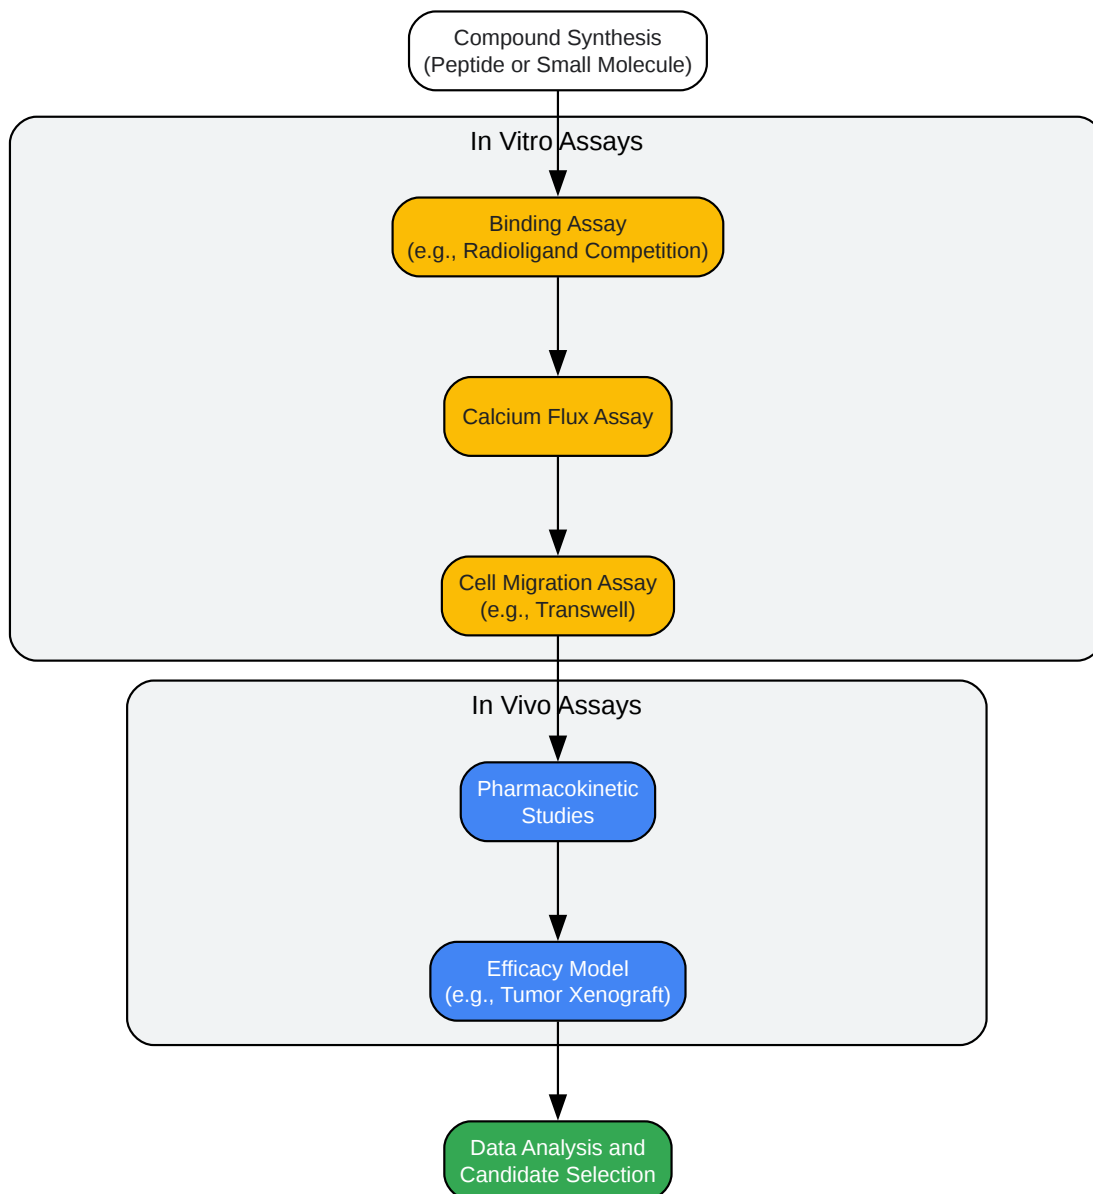 Compound Synthesis
(Peptide or Small Molecule)
In Vitro Assays
Binding Assay
(e.g., Radioligand Competition)
Calcium Flux Assay
Cell Migration Assay
(e.g., Transwell)
In Vivo Assays
Pharmacokinetic
Studies
Efficacy Model
(e.g., Tumor Xenograft)
Data Analysis and
Candidate Selection